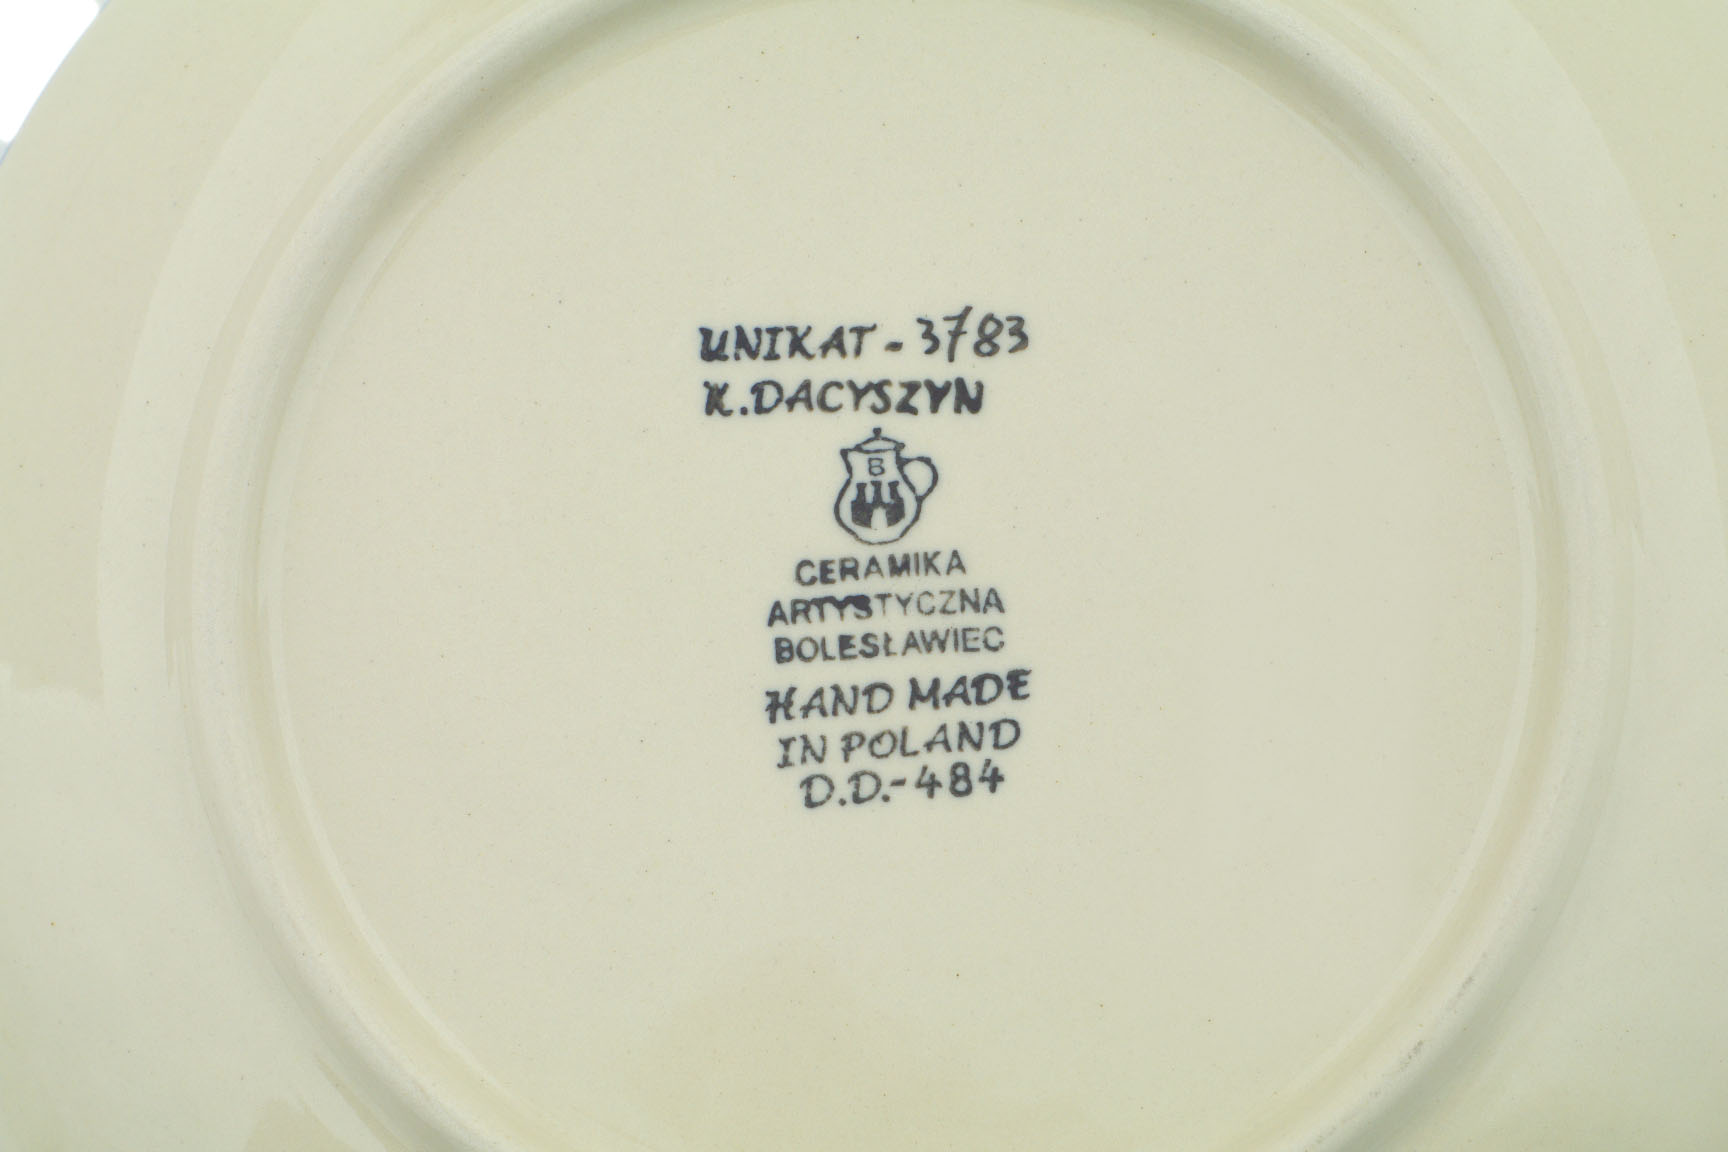 UNIKAT - 3783
K. DACYSZYN
B
CERAMIKA
ARTYSTYCZNA
BOLESŁAWIEC
HAND MADE
IN POLAND
D.D.-484